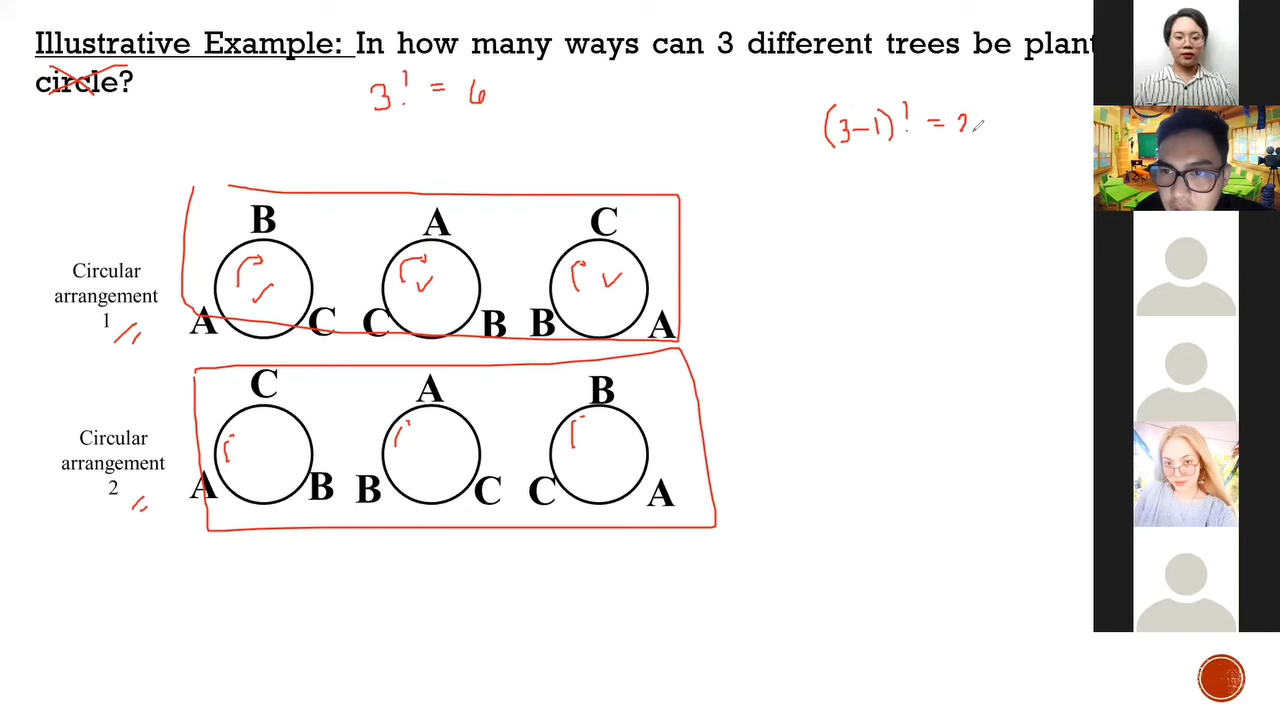 Illustrative Example: In how many ways can 3 different trees be plant
circle?
3! = 6
(3-1)! =
B
A
C
Circular
arrangement
1
A
C
C
B
B
A
C
A
B
Circular
arrangement
2
A
B
B
C
C
A